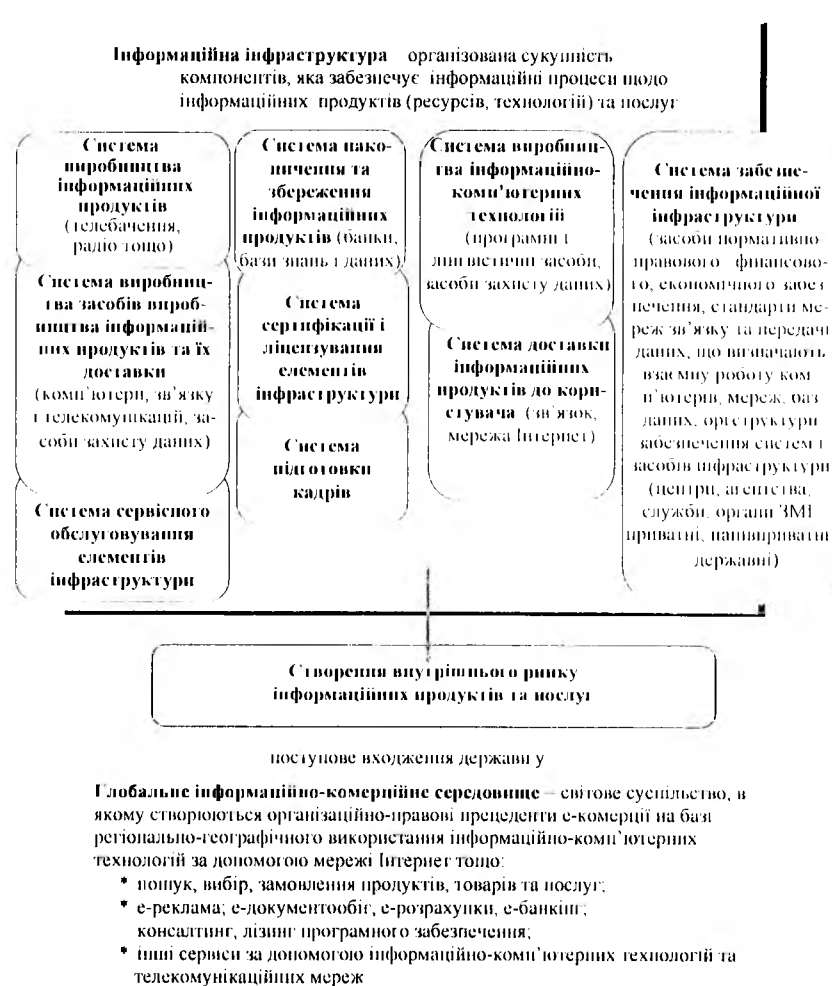 Інформаційна інфраструктура організована сукупність
компонентів, яка забезпечує інформаційні процеси щодо
інформаційних продуктів (ресурсів, технологій) та послуг
Система
виробництва
інформаційних
продуктів
(телебачення,
радіо тощо)
Система виробниц-
тва засобів вироб-
ництва інформацій-
них продуктів та їх
доставки
(комп'ютери, зв'язку
і телекомунікацій, за-
соби захисту даних)
Система сервісного
обслуговування
елементів
інфраструктури
Система нако-
пичення та
збереження
інформаційних
продуктів (банки,
бази знань і даних)
Система
сертифікації і
ліцензування
елементів
інфраструктури
Система
підготовки
кадрів
Система виробниц-
тва інформаційно-
комп'ютерних
технологій
(програмні і
лінгвістичні засоби,
засоби захисту даних)
Система доставки
інформаційних
продуктів до кори-
стувача (зв'язок,
мережа Інтернет)
Система забезпе-
чення інформаційної
інфраструктури
(засоби нормативно
правового фінансово-
го, економічного забез
печення, стандарти ме-
реж зв'язку та передачі
даних, що визначають
взаємну роботу ком
п'ютерів, мереж, баз
даних, оргструктури
забезпечення систем і
засобів інфраструктури
(центри, агентства,
служби, органи ЗМІ
приватні, напівприватні
державні)
Створення внутрішнього ринку
інформаційних продуктів та послуг
поступове входження держави у
Глобальне інформаційно-комерційне середовище – світове суспільство, в
якому створюються організаційно-правові прецеденти е-комерції на базі
регіонально-географічного використання інформаційно-комп'ютерних
технологій за допомогою мережі Інтернет тощо:
* пошук, вибір, замовлення продуктів, товарів та послуг;
* е-реклама; е-документообіг, е-розрахунки, е-банкінг;
консалтинг, лізинг програмного забезпечення;
* інші сервіси за допомогою інформаційно-комп'ютерних технологій та
телекомунікаційних мереж